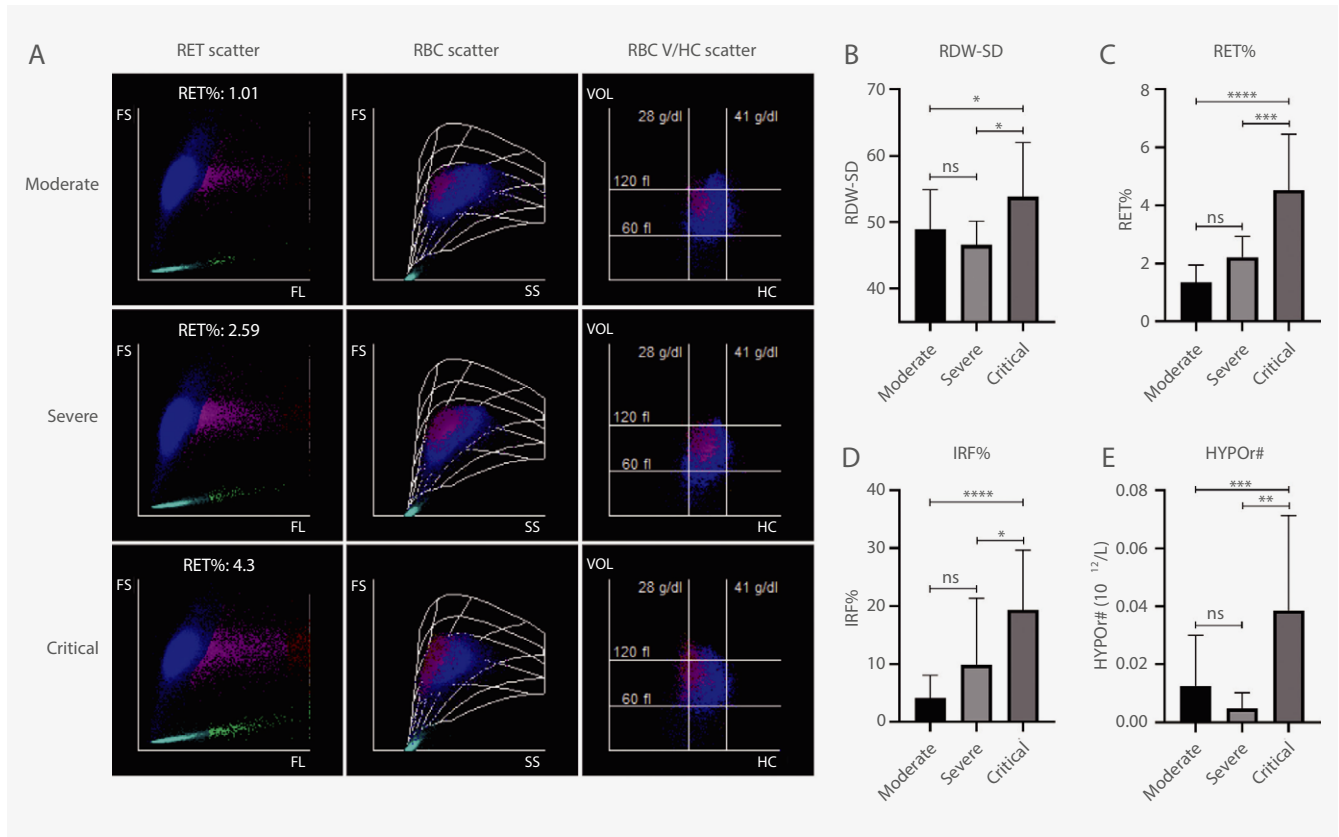 A
RET scatter
RBC scatter
RBC V/HC scatter
Moderate
RET%: 1.01
FS
FL
FS
SS
VOL
28 g/dl
41 g/dl
120 fl
60 fl
HC
Severe
RET%: 2.59
FS
FL
FS
SS
VOL
28 g/dl
41 g/dl
120 fl
60 fl
HC
Critical
RET%: 4.3
FS
FL
FS
SS
VOL
28 g/dl
41 g/dl
120 fl
60 fl
HC
B
RDW-SD
RDW-SD
70
60
50
40
*
*
ns
Moderate
Severe
Critical
C
RET%
RET%
8
6
4
2
0
****
***
ns
Moderate
Severe
Critical
D
IRF%
IRF%
40
30
20
10
0
****
*
ns
Moderate
Severe
Critical
E
HYPOr#
HYPOr# (10 ¹²/L)
0.08
0.06
0.04
0.02
0.00
***
**
ns
Moderate
Severe
Critical